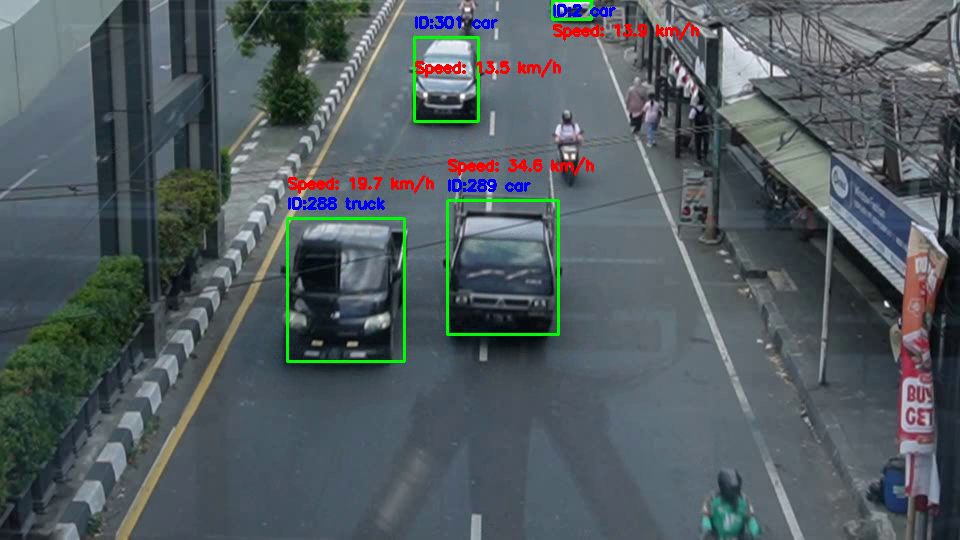 ID:2 car
ID:301 car
Speed: 13.9 km/h
Speed: 13.5 km/h
Speed: 34.6 km/h
Speed: 19.7 km/h
ID:289 car
ID:288 truck
BUY
GET